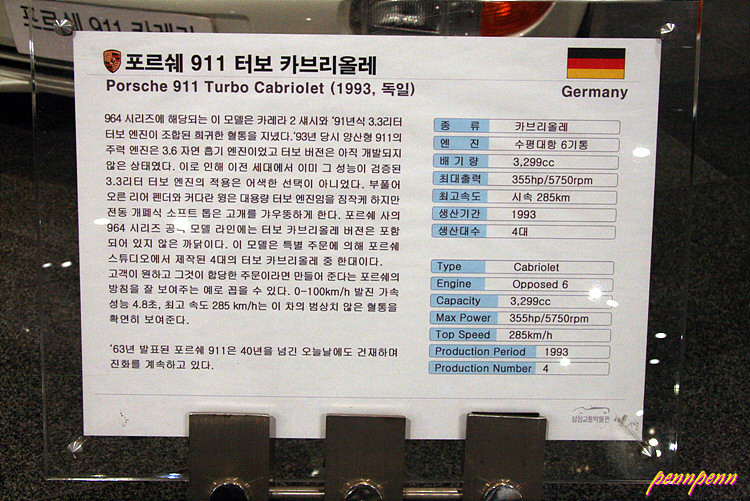 포르쉐 911 카레라
포르쉐 911 터보 카브리올레
Porsche 911 Turbo Cabriolet (1993, 독일)
Germany
964 시리즈에 해당되는 이 모델은 카레라 2 섀시와 '91년식 3.3리터
터보 엔진이 조합된 희귀한 혈통을 지녔다.'93년 당시 양산형 911의
주력 엔진은 3.6 자연 흡기 엔진이었고 터보 버전은 아직 개발되지
않은 상태였다. 이로 인해 이전 세대에서 이미 그 성능이 검증된
3.3리터 터보 엔진의 적용은 어색한 선택이 아니었다. 부풀어
오른 리어 펜더와 커다란 윙은 대용량 터보 엔진임을 짐작케 하지만
전동 개폐식 소프트 톱은 고개를 가우뚱하게 한다. 포르쉐 사의
964 시리즈 공식 모델 라인에는 터보 카브리올레 버전은 포함
되어 있지 않은 까닭이다. 이 모델은 특별 주문에 의해 포르쉐
스튜디오에서 제작된 4대의 터보 카브리올레 중 한대이다.
고객이 원하고 그것이 합당한 주문이라면 만들어 준다는 포르쉐의
방침을 잘 보여주는 예로 꼽을 수 있다. 0-100km/h 발진 가속
성능 4.8초, 최고 속도 285 km/h는 이 차의 범상치 않은 혈통을
확연히 보여준다.
'63년 발표된 포르쉐 911은 40년을 넘긴 오늘날에도 건재하며
진화를 계속하고 있다.
종 류 카브리올레
엔 진 수평대향 6기통
배 기 량 3,299cc
최대출력 355hp/5750rpm
최고속도 시속 285km
생산기간 1993
생산대수 4대
Type Cabriolet
Engine Opposed 6
Capacity 3,299cc
Max Power 355hp/5750rpm
Top Speed 285km/h
Production Period 1993
Production Number 4
삼성교통박물관
pennpenn